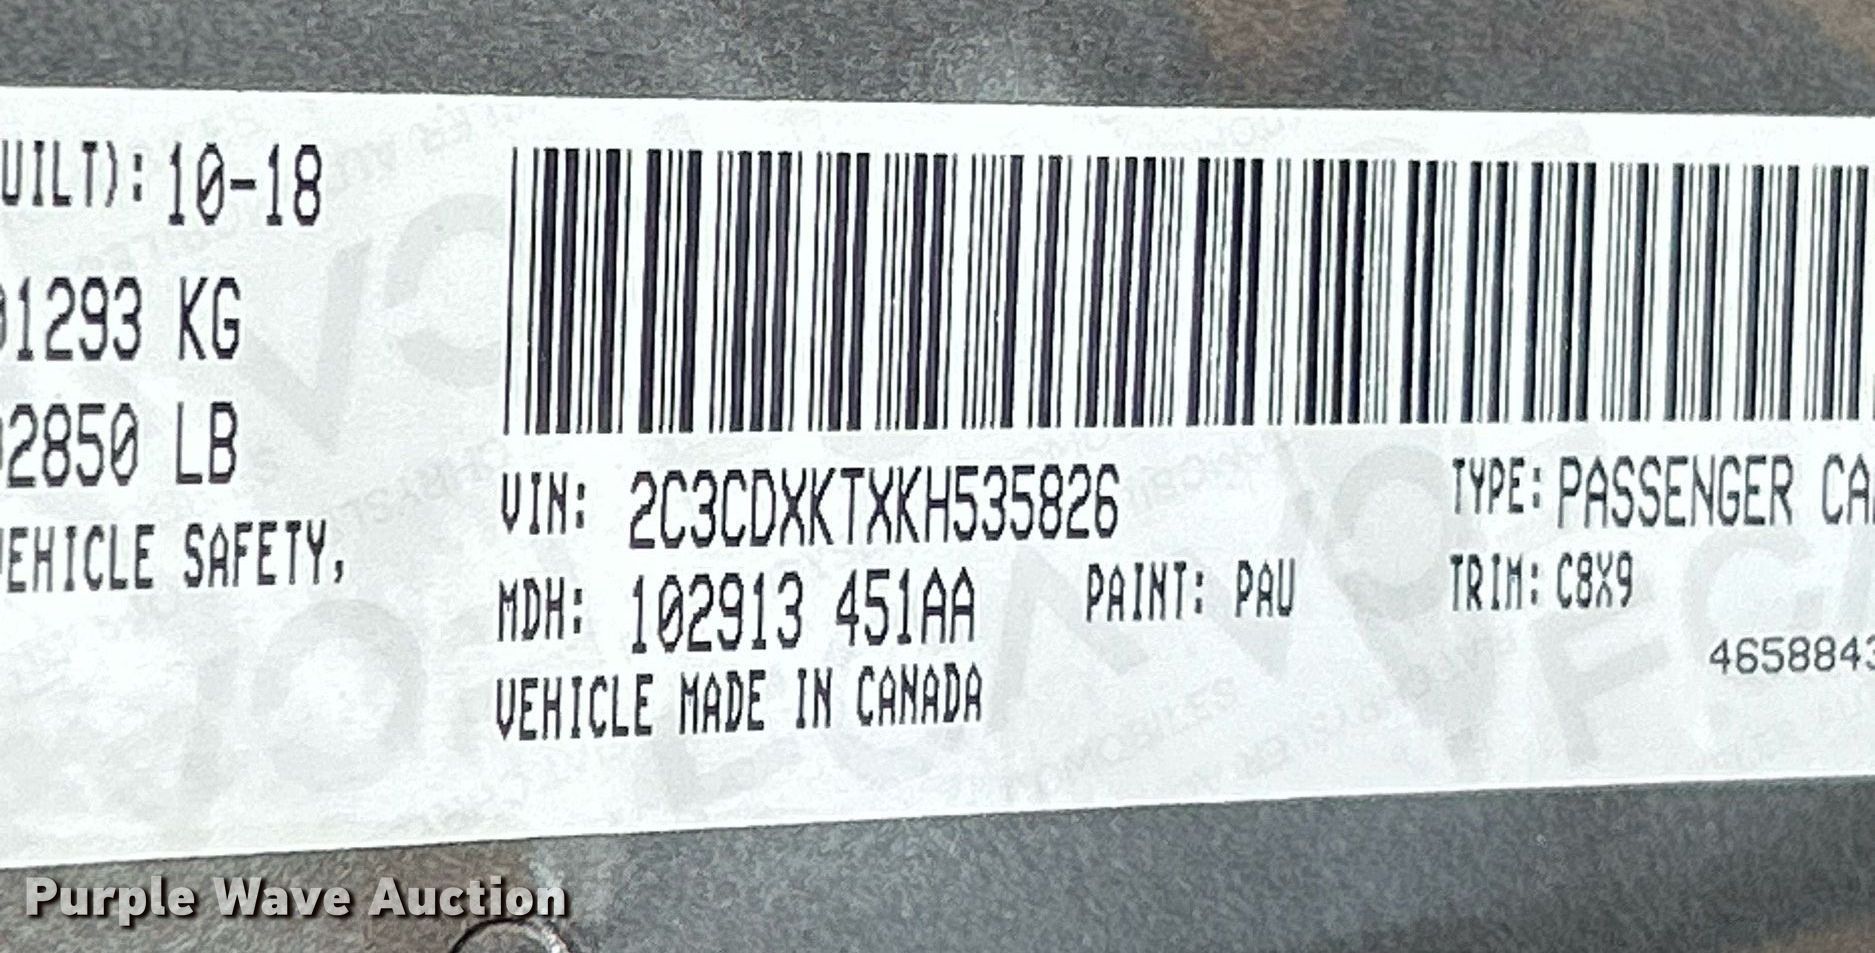 UILT): 10-18
1293 KG
2850 LB
EHICLE SAFETY,
VIN: 2C3CDXKTXKH535826
TYPE: PASSENGER CA
MDH: 102913 451AA PAINT: PAU
TRIM: C8X9
465884
VEHICLE MADE IN CANADA
Purple Wave Auction